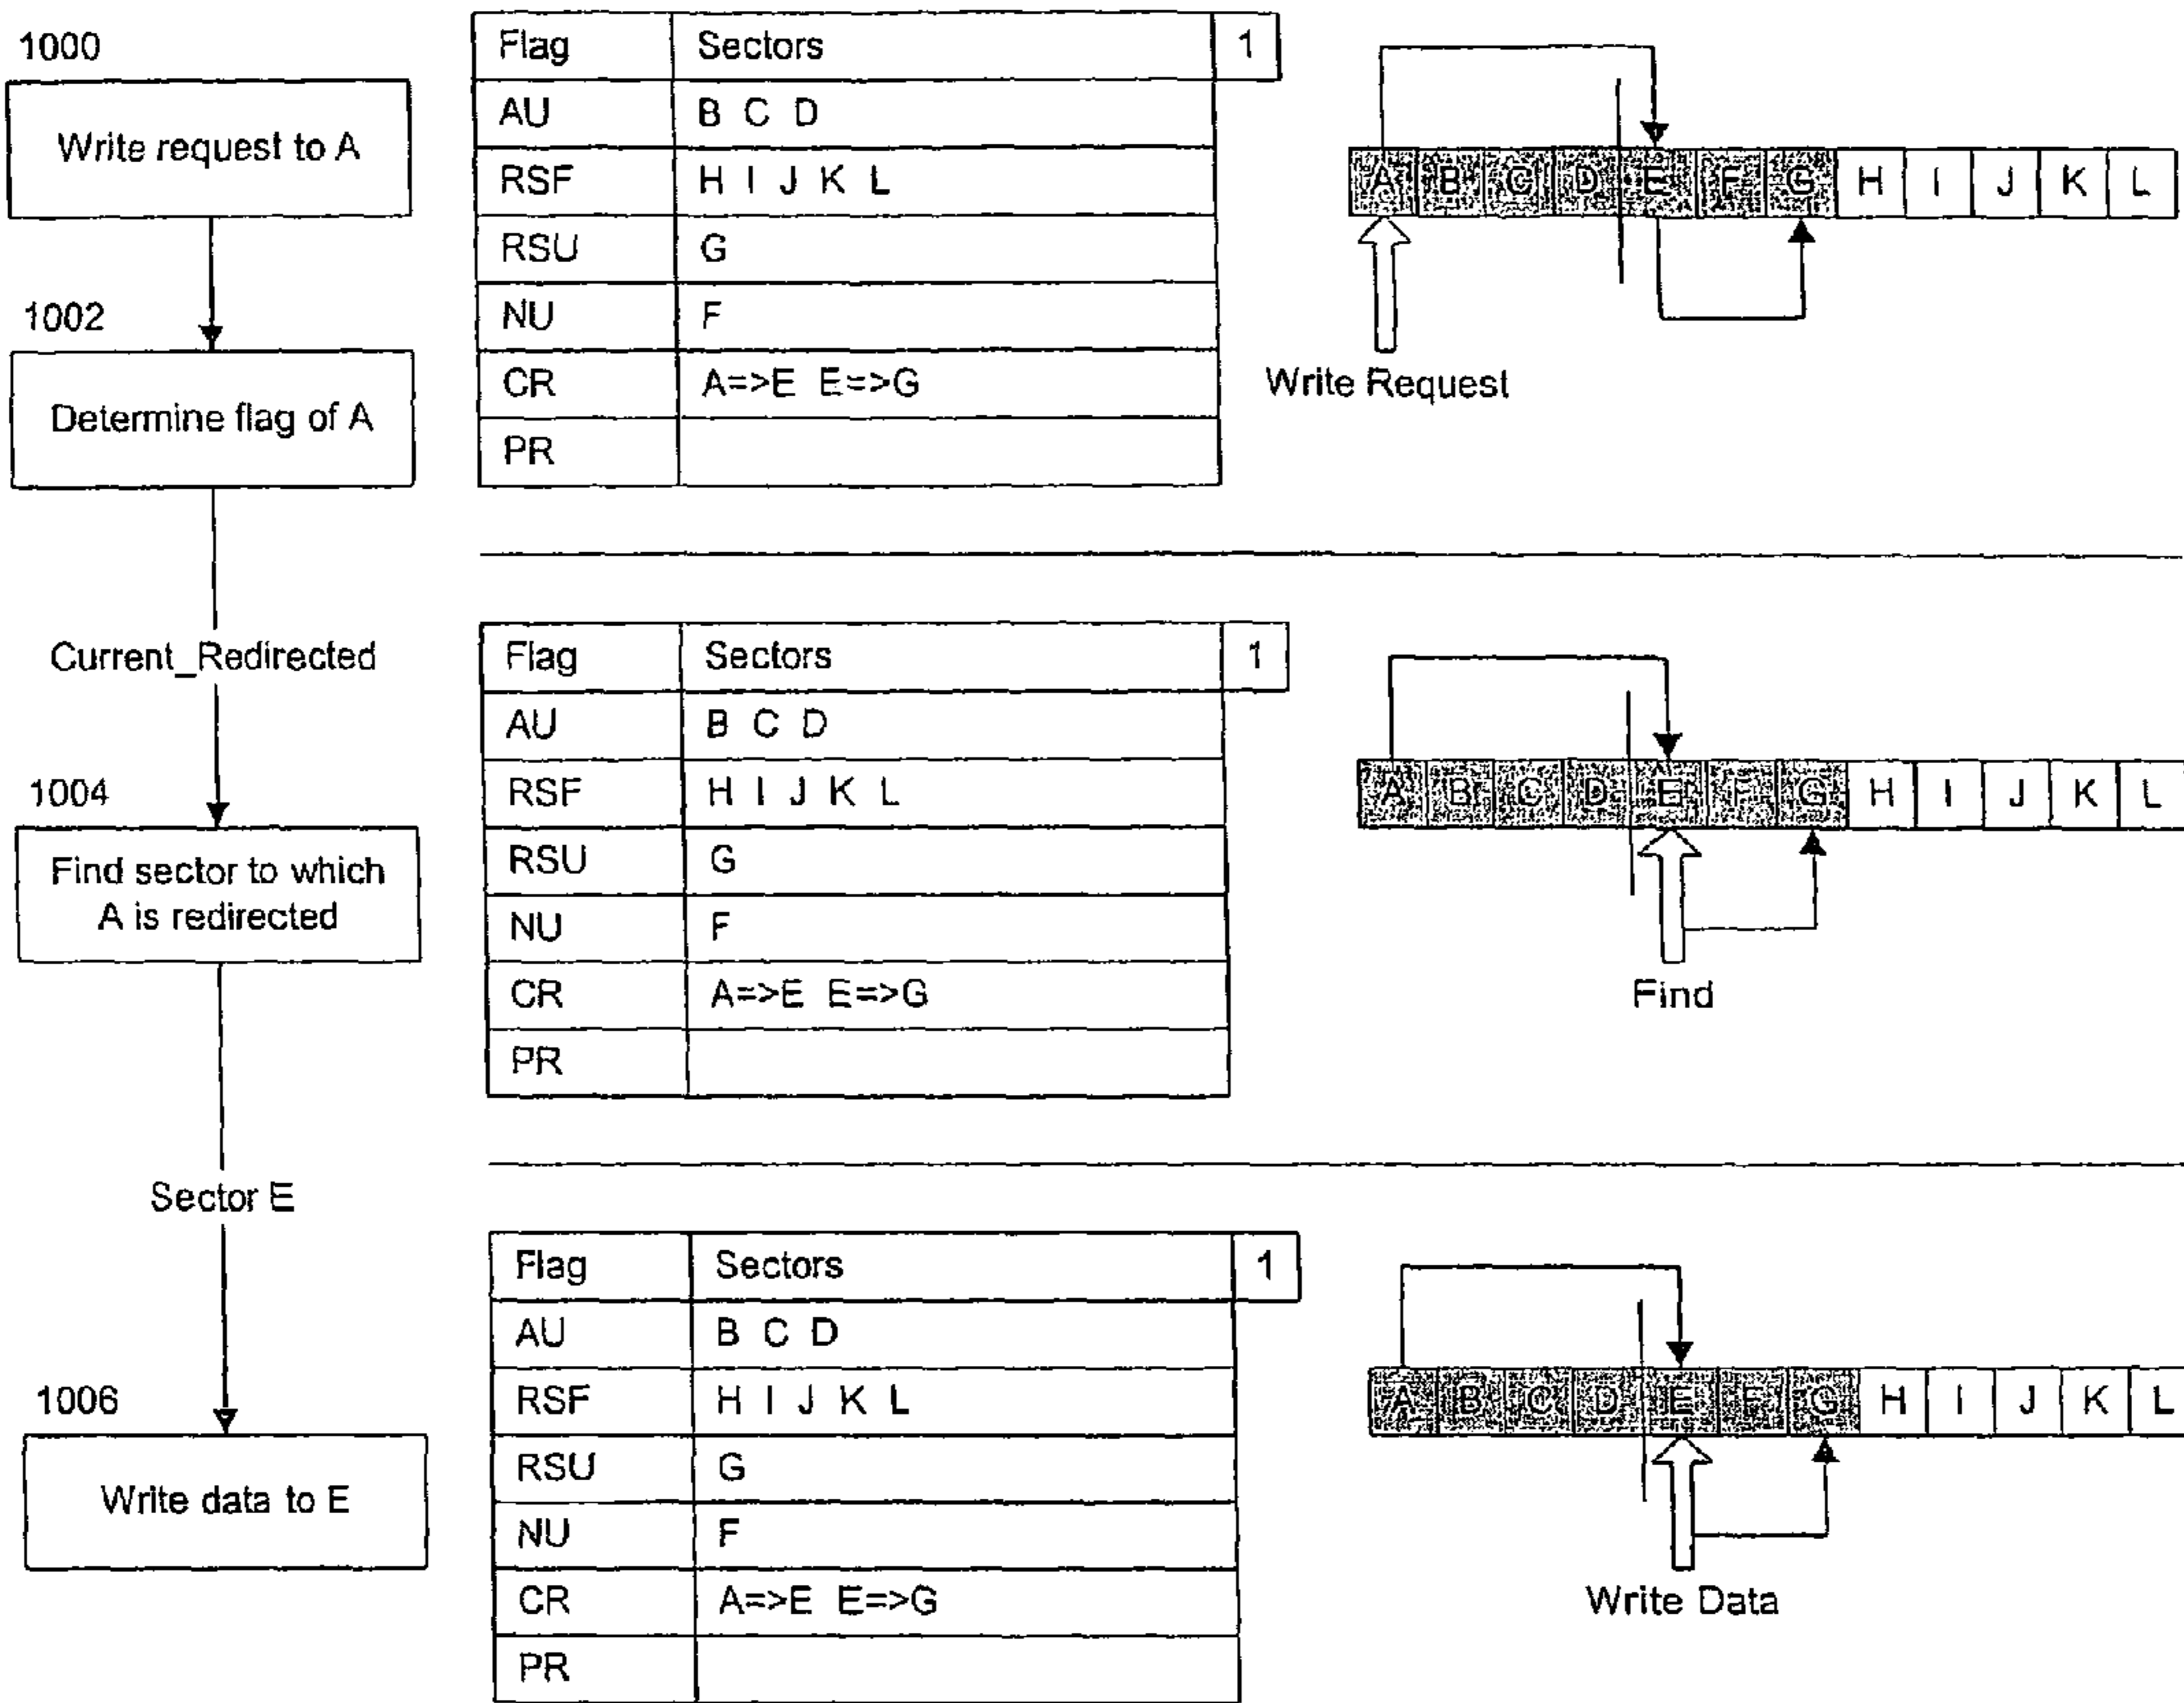 1000
Write request to A
1002
Determine flag of A
Current_Redirected
1004
Find sector to which
A is redirected
Sector E
1006
Write data to E
Flag Sectors 1
AU B C D
RSF H I J K L
RSU G
NU F
CR A=>E E=>G
PR
A B C D E F G H I J K L
Write Request
Flag Sectors 1
AU B C D
RSF H I J K L
RSU G
NU F
CR A=>E E=>G
PR
A B C D E F G H I J K L
Find
Flag Sectors 1
AU B C D
RSF H I J K L
RSU G
NU F
CR A=>E E=>G
PR
A B C D E F G H I J K L
Write Data